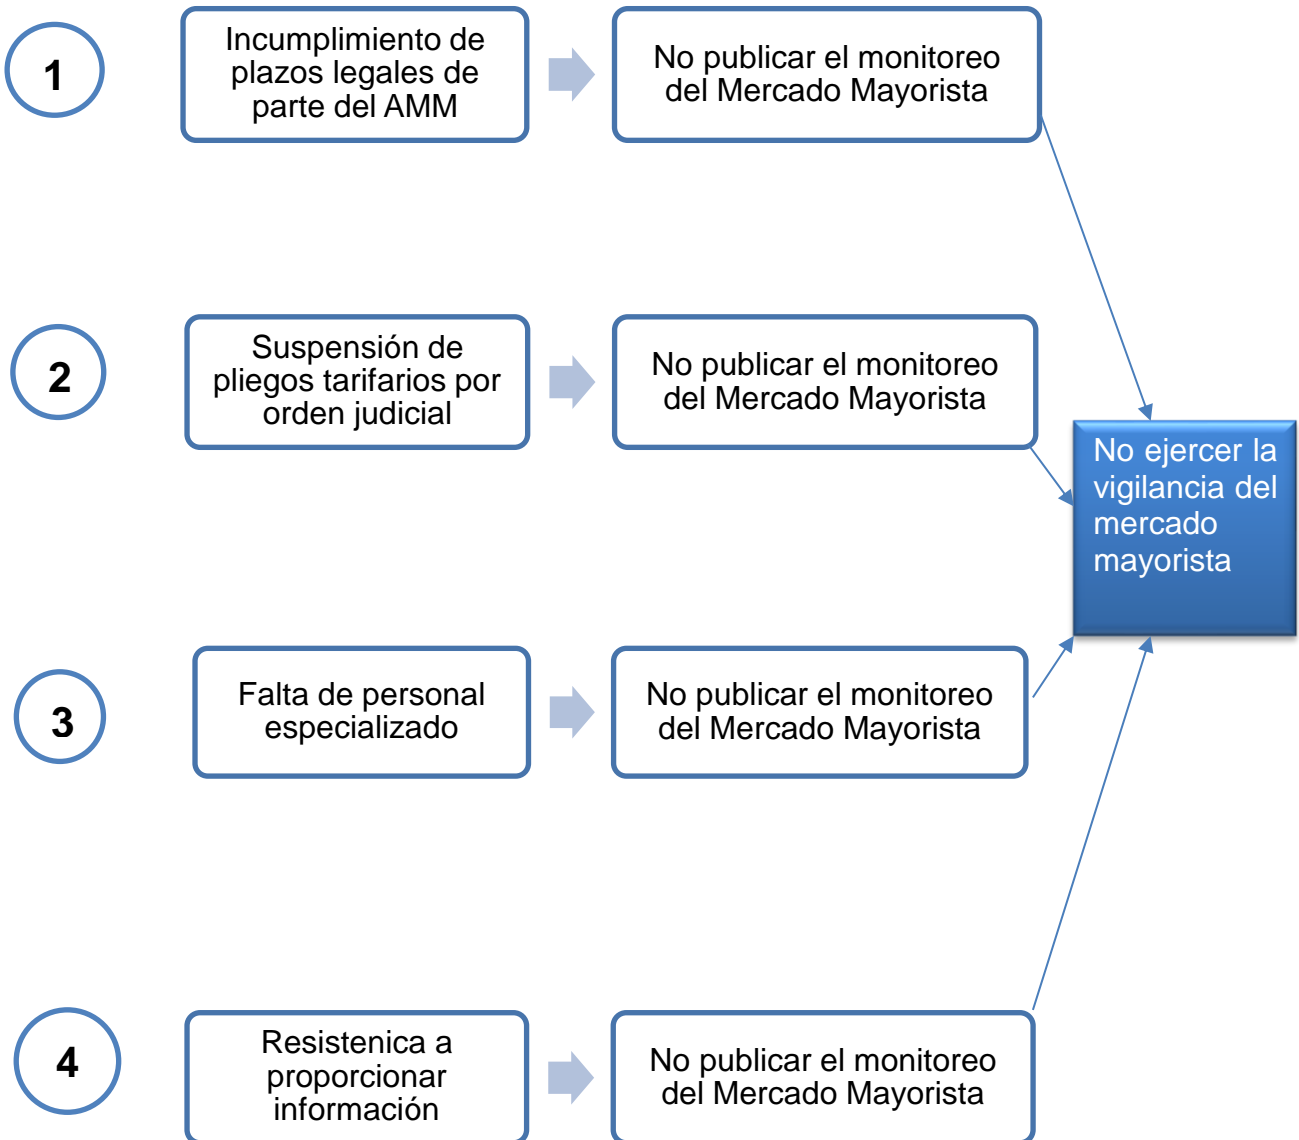 1
Incumplimiento de
plazos legales de
parte del AMM
No publicar el monitoreo
del Mercado Mayorista
2
Suspensión de
pliegos tarifarios por
orden judicial
No publicar el monitoreo
del Mercado Mayorista
No ejercer la
vigilancia del
mercado
mayorista
3
Falta de personal
especializado
No publicar el monitoreo
del Mercado Mayorista
4
Resistenica a
proporcionar
información
No publicar el monitoreo
del Mercado Mayorista